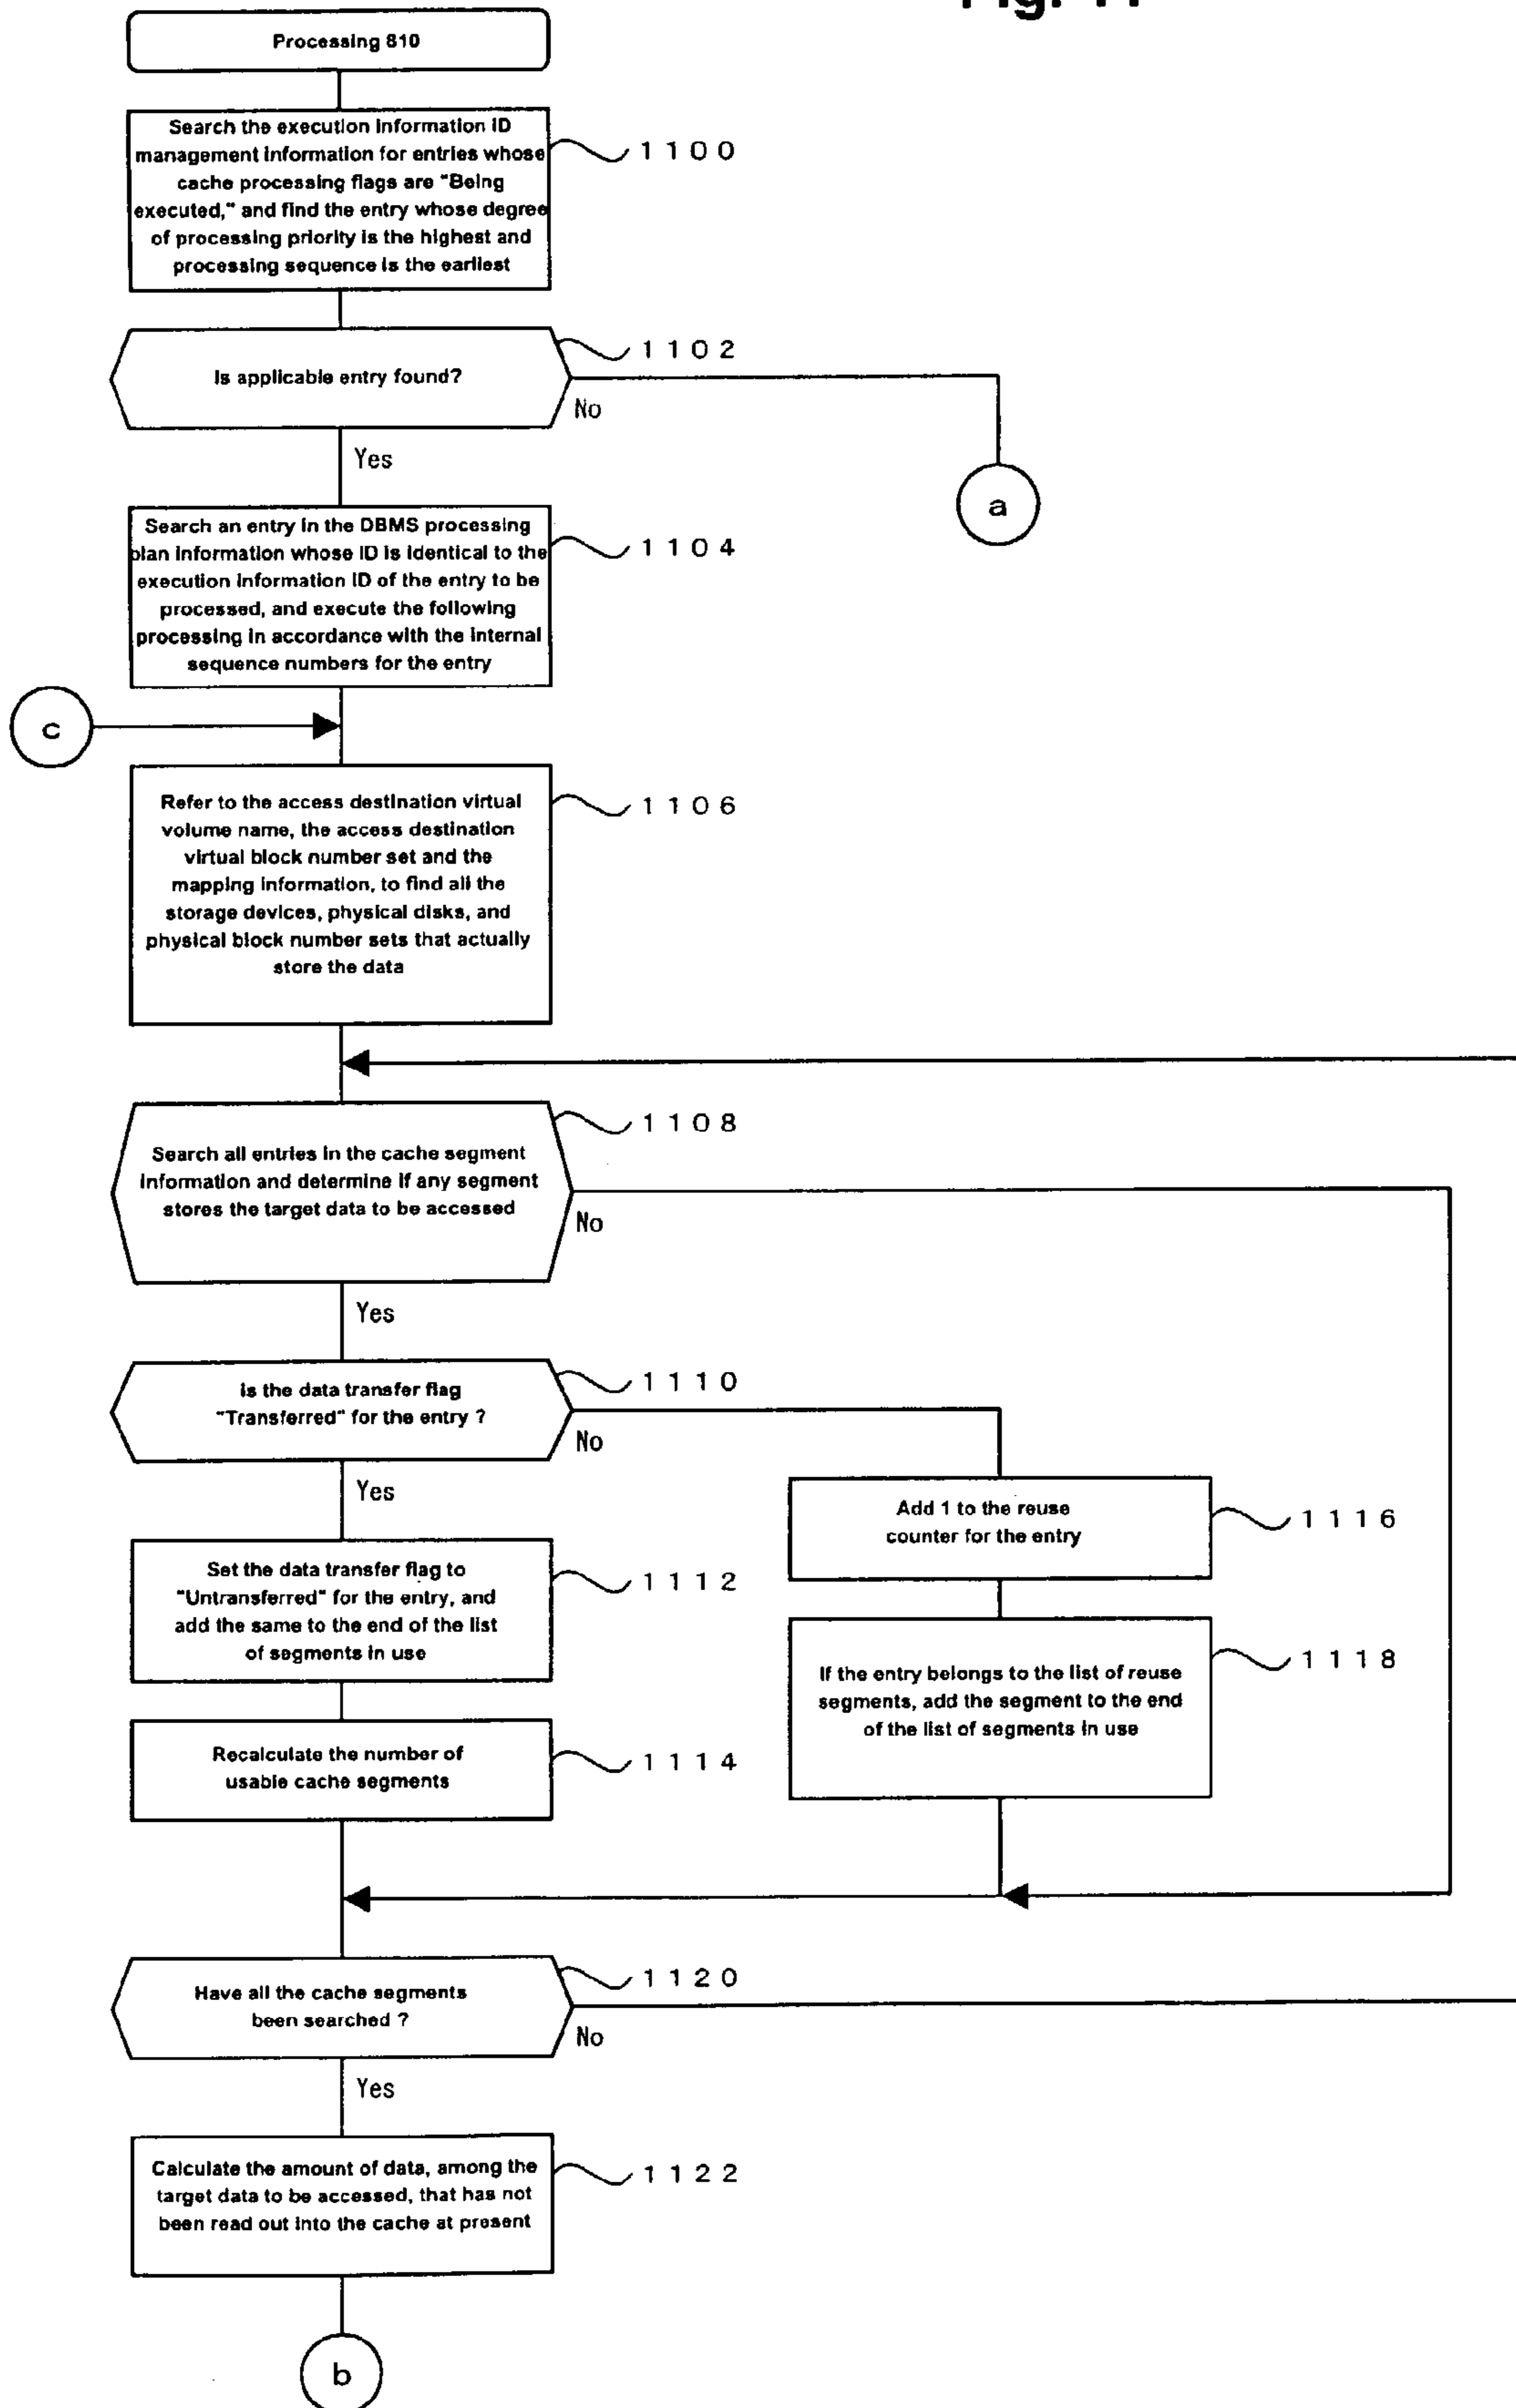 Fig. 11
Processing 810
Search the execution information ID
management information for entries whose
cache processing flags are "Being
executed," and find the entry whose degree
of processing priority is the highest and
processing sequence is the earliest
1100
Is applicable entry found?
1102
No
Yes
a
Search an entry in the DBMS processing
plan information whose ID is identical to the
execution information ID of the entry to be
processed, and execute the following
processing in accordance with the internal
sequence numbers for the entry
1104
c
Refer to the access destination virtual
volume name, the access destination
virtual block number set and the
mapping information, to find all the
storage devices, physical disks, and
physical block number sets that actually
store the data
1106
Search all entries in the cache segment
information and determine if any segment
stores the target data to be accessed
1108
No
Yes
Is the data transfer flag
"Transferred" for the entry ?
1110
No
Yes
Add 1 to the reuse
counter for the entry
1116
Set the data transfer flag to
"Untransferred" for the entry, and
add the same to the end of the list
of segments in use
1112
If the entry belongs to the list of reuse
segments, add the segment to the end
of the list of segments in use
1118
Recalculate the number of
usable cache segments
1114
Have all the cache segments
been searched ?
1120
No
Yes
Calculate the amount of data, among the
target data to be accessed, that has not
been read out into the cache at present
1122
b